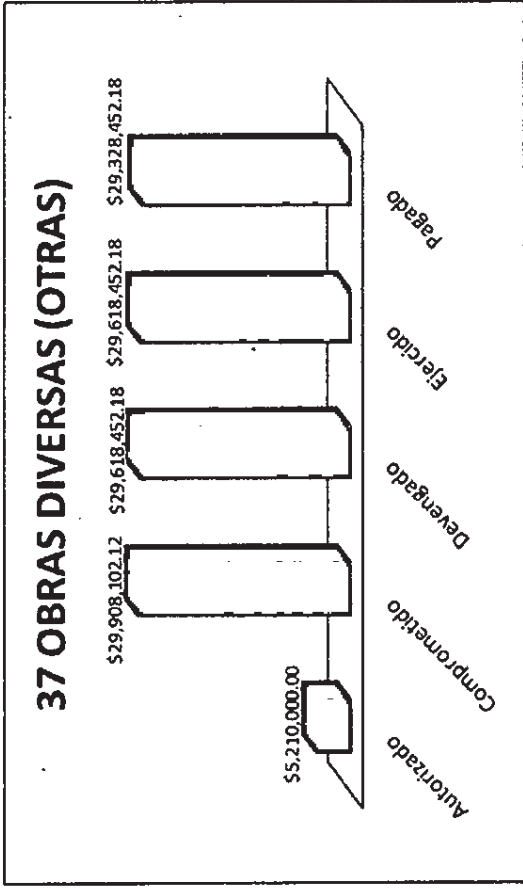 37 OBRAS DIVERSAS (OTRAS)
$5,210,000.00
$29,908,102.12
$29,618,452.18
$29,618,452.18
$29,328,452.18
Autorizado
Comprometido
Devengado
Ejercido
Pagado